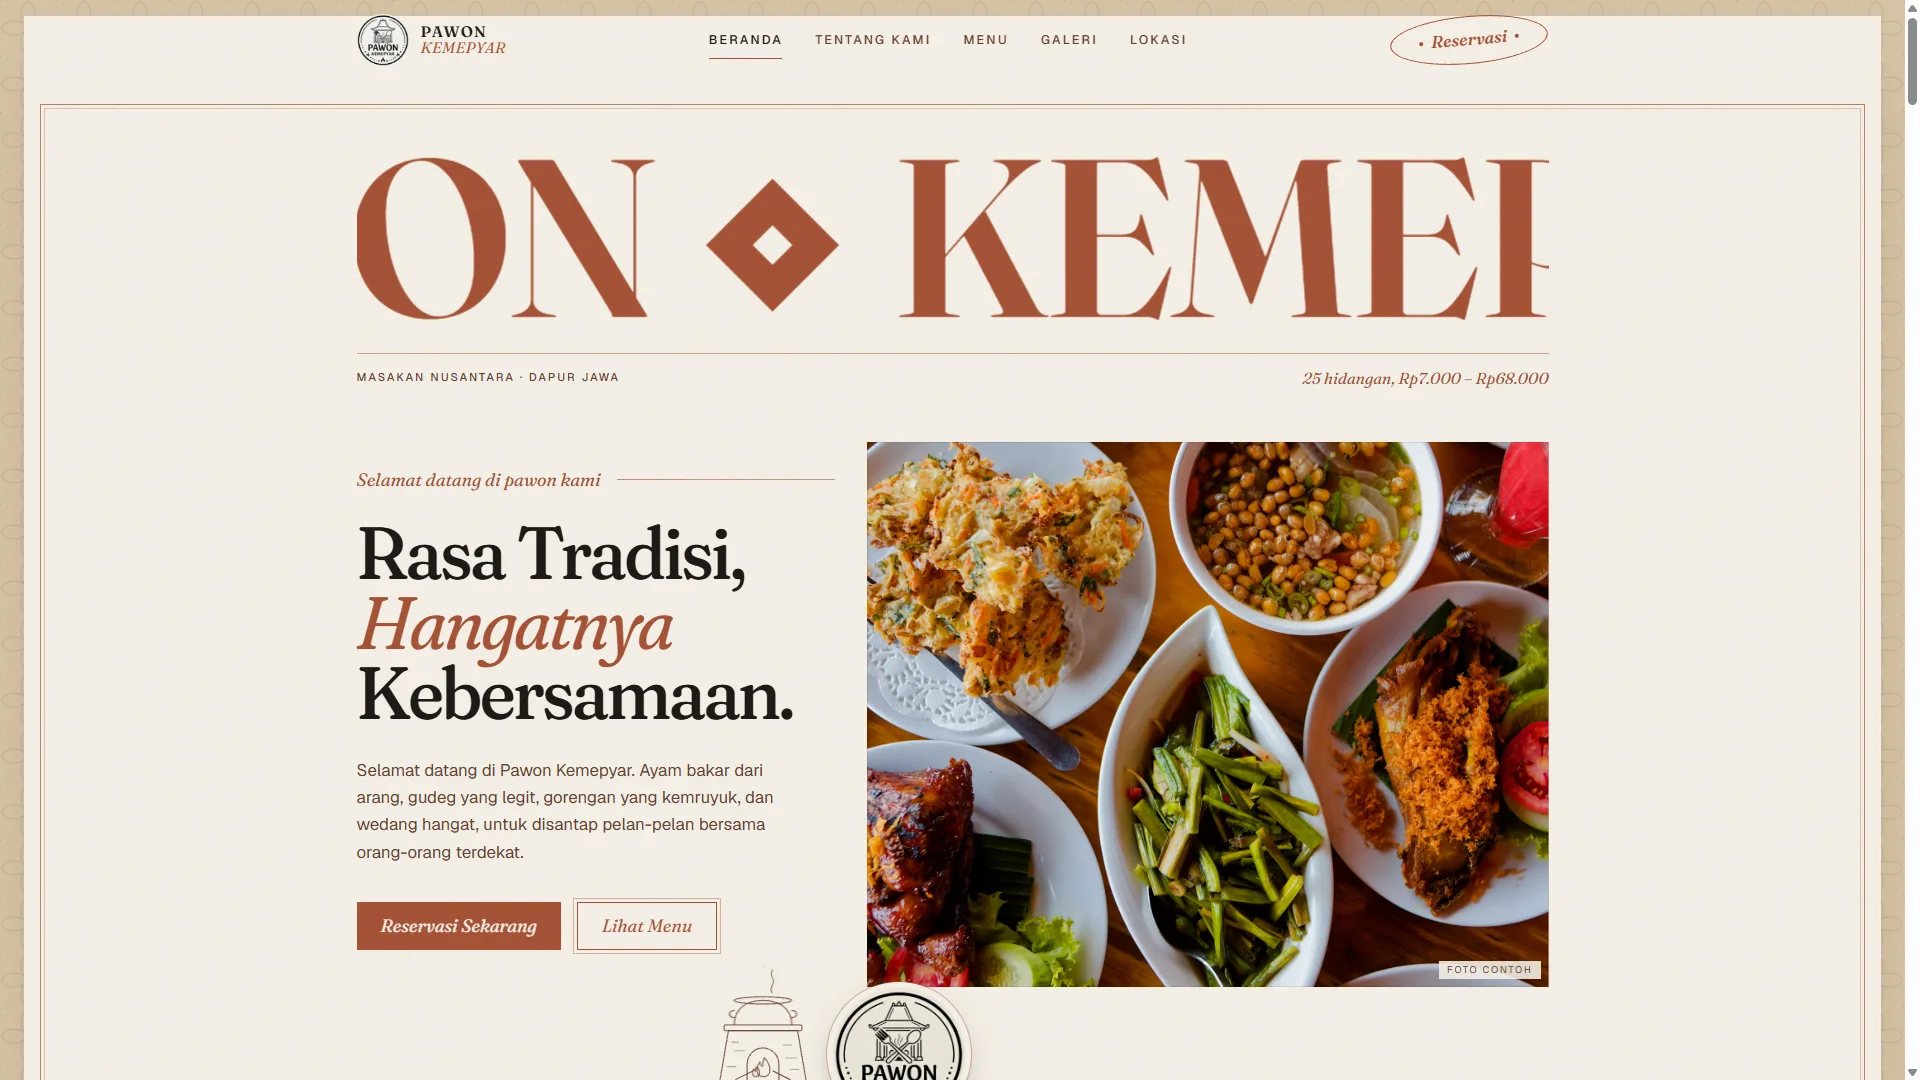 PAWON
KEMEPYAR
PAWON
KEMEPYAR
BERANDA
TENTANG KAMI
MENU
GALERI
LOKASI
• Reservasi •
ON ◆ KEMEP
MASAKAN NUSANTARA · DAPUR JAWA
25 hidangan, Rp7.000 – Rp68.000
Selamat datang di pawon kami
Rasa Tradisi,
Hangatnya
Kebersamaan.
Selamat datang di Pawon Kemepyar. Ayam bakar dari
arang, gudeg yang legit, gorengan yang kemruyuk, dan
wedang hangat, untuk disantap pelan-pelan bersama
orang-orang terdekat.
Reservasi Sekarang
Lihat Menu
FOTO CONTOH
PAWON